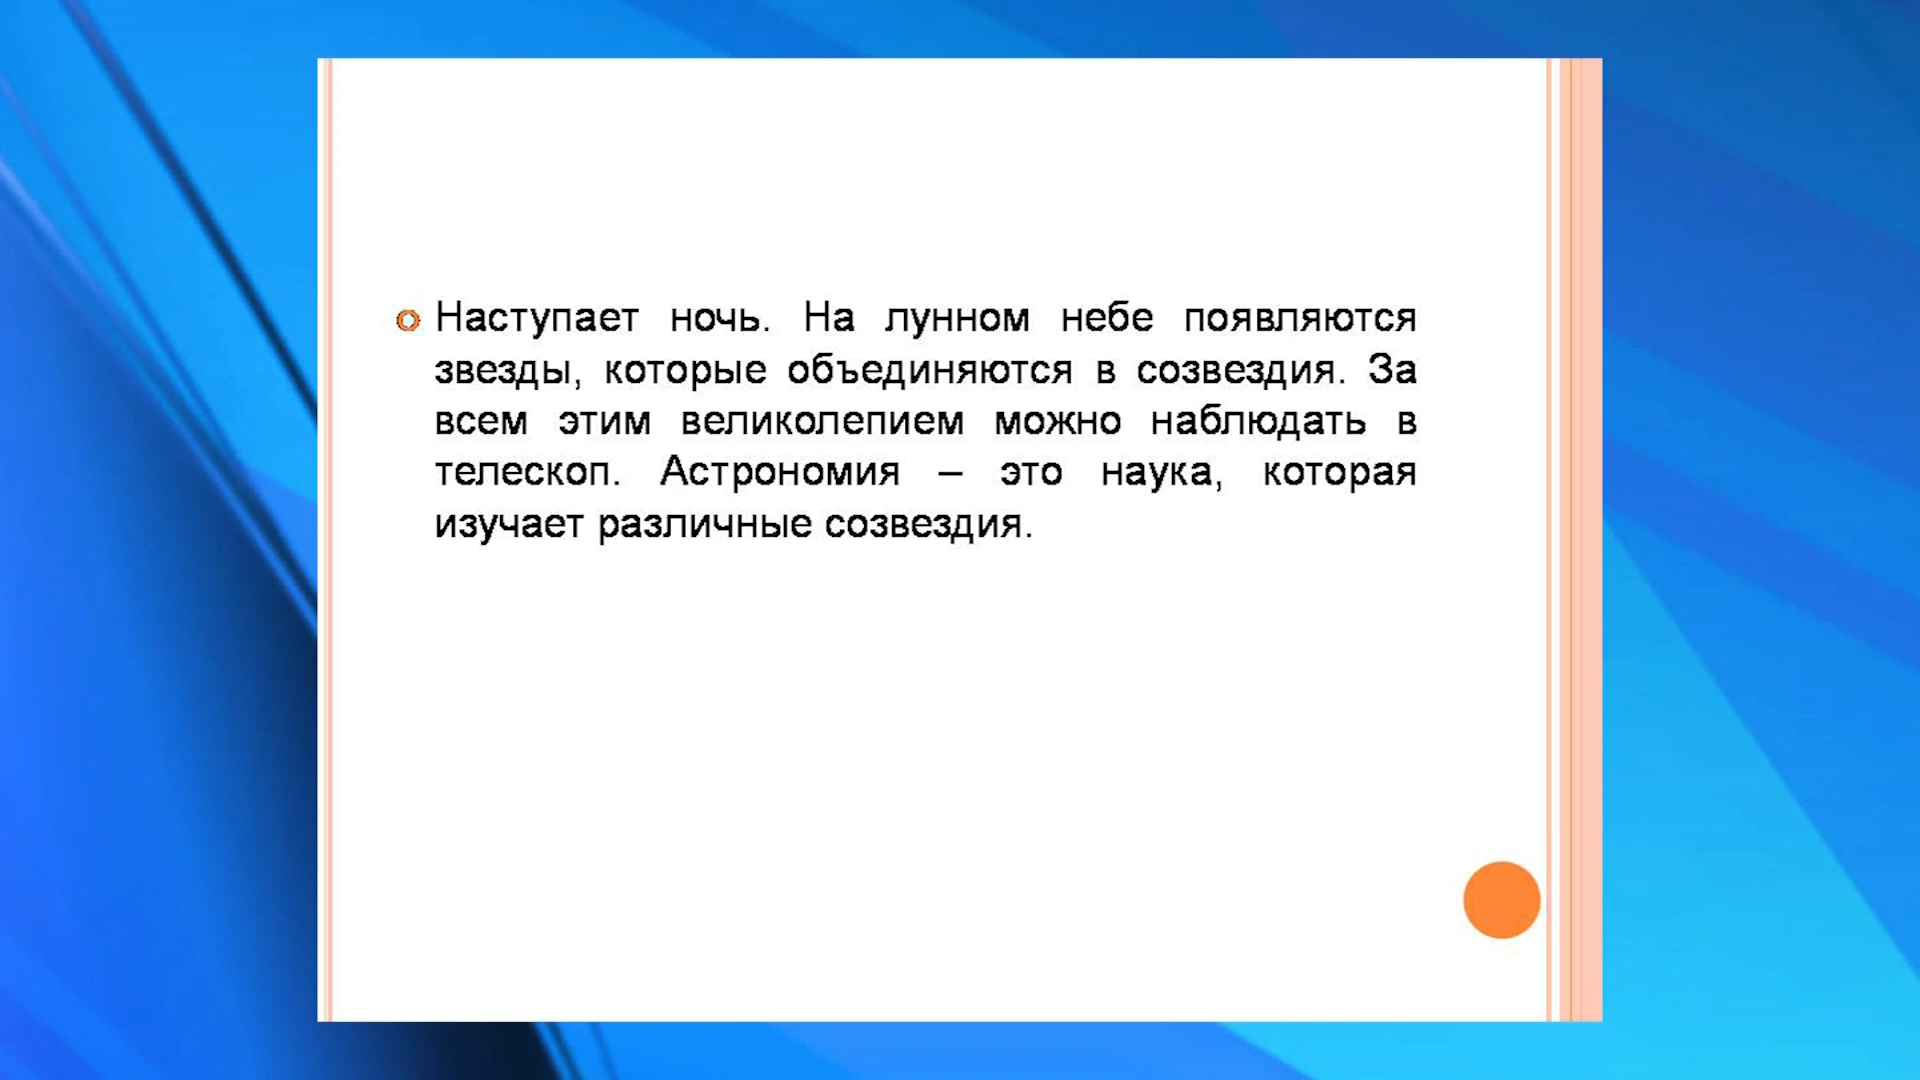 Наступает ночь. На лунном небе появляются
звезды, которые объединяются в созвездия. За
всем этим великолепием можно наблюдать в
телескоп. Астрономия – это наука, которая
изучает различные созвездия.